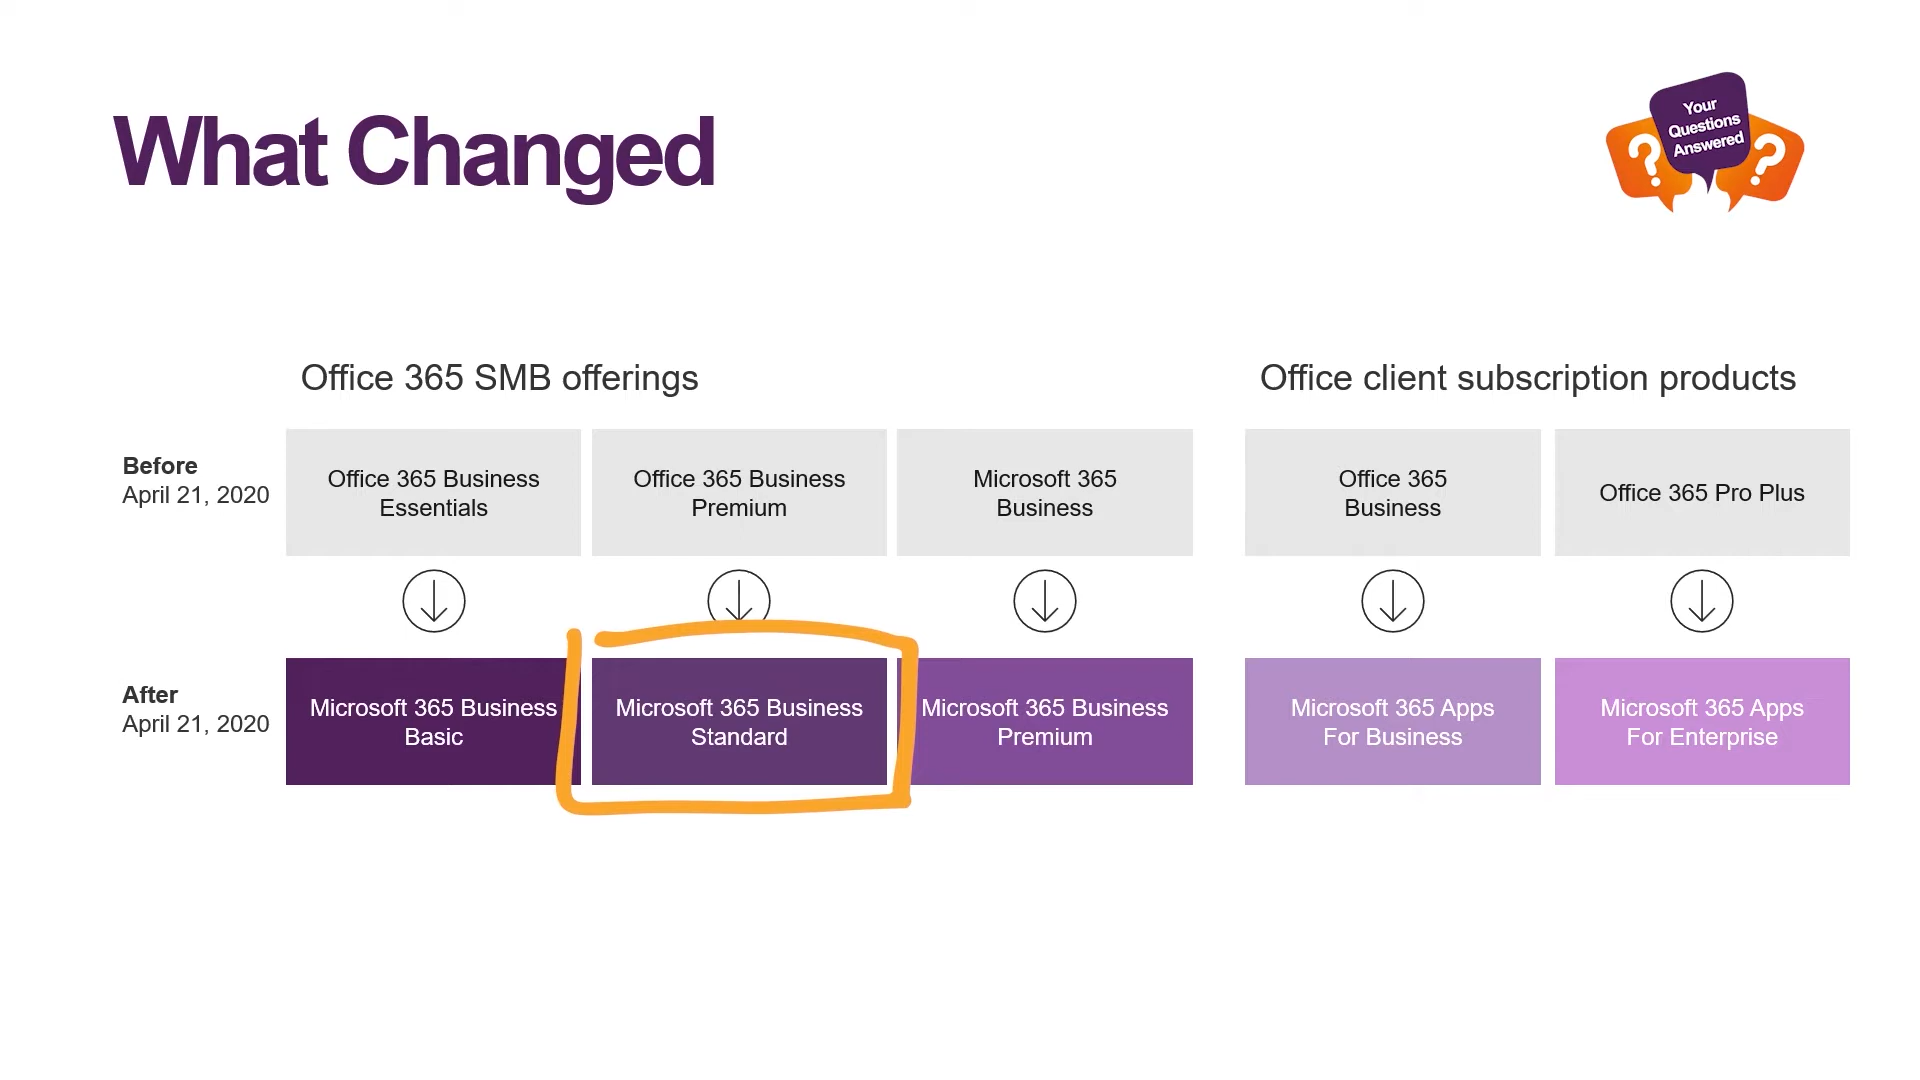 What Changed
Your
Questions
Answered
? ?
Office 365 SMB offerings
Office client subscription products
Before
April 21, 2020
Office 365 Business
Essentials
Office 365 Business
Premium
Microsoft 365
Business
Office 365
Business
Office 365 Pro Plus
After
April 21, 2020
Microsoft 365 Business
Basic
Microsoft 365 Business
Standard
Microsoft 365 Business
Premium
Microsoft 365 Apps
For Business
Microsoft 365 Apps
For Enterprise